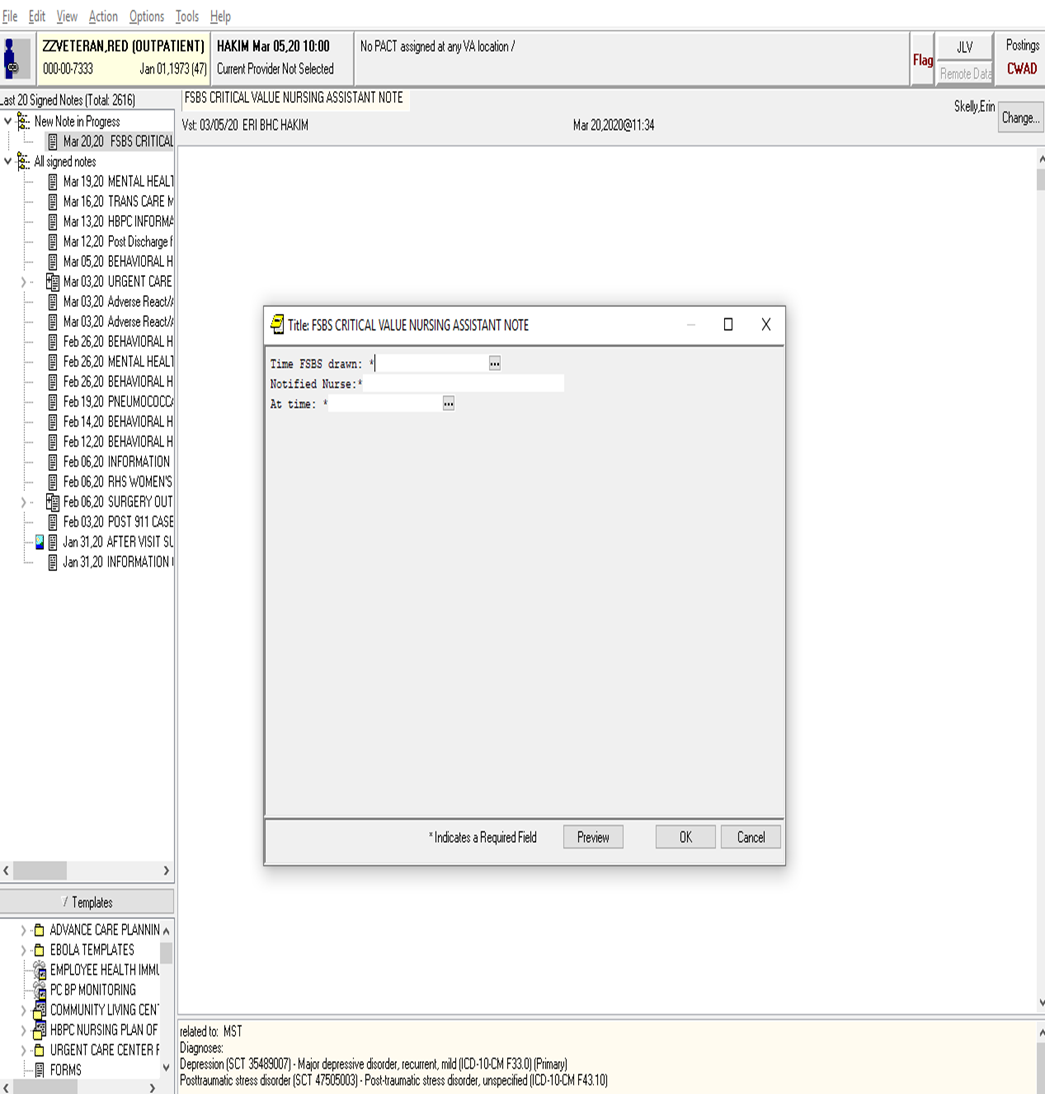 File Edit View Action Options Tools Help
ZZVETERAN,RED (OUTPATIENT)
000-00-7333 Jan 01,1973 (47)
HAKIM Mar 05,20 10:00
Current Provider Not Selected
No PACT assigned at any VA location /
Flag
JLV
Remote Data
Postings
CWAD
Last 20 Signed Notes (Total: 2616)
New Note in Progress
Mar 20,20 FSBS CRITICAL
All signed notes
Mar 19,20 MENTAL HEALT
Mar 16,20 TRANS CARE M
Mar 13,20 HBPC INFORMA
Mar 12,20 Post Discharge f
Mar 05,20 BEHAVIORAL H
Mar 03,20 URGENT CARE
Mar 03,20 Adverse React/A
Mar 03,20 Adverse React/A
Feb 26,20 BEHAVIORAL H
Feb 26,20 MENTAL HEALT
Feb 26,20 BEHAVIORAL H
Feb 19,20 PNEUMOCOCCA
Feb 14,20 BEHAVIORAL H
Feb 12,20 BEHAVIORAL H
Feb 06,20 INFORMATION
Feb 06,20 RHS WOMEN'S
Feb 06,20 SURGERY OUT
Feb 03,20 POST 911 CASE
Jan 31,20 AFTER VISIT SU
Jan 31,20 INFORMATION
/ Templates
ADVANCE CARE PLANNIN
EBOLA TEMPLATES
EMPLOYEE HEALTH IMMU
PC BP MONITORING
COMMUNITY LIVING CEN
HBPC NURSING PLAN OF
URGENT CARE CENTER F
FORMS
FSBS CRITICAL VALUE NURSING ASSISTANT NOTE
Vst: 03/05/20 ERI BHC HAKIM
Mar 20,2020@11:34
Skelly,Erin
Change...
Title: FSBS CRITICAL VALUE NURSING ASSISTANT NOTE
Time FSBS drawn: * ...
Notified Nurse:*
At time: * ...
* Indicates a Required Field
Preview
OK
Cancel
related to: MST
Diagnoses:
Depression (SCT 35489007) - Major depressive disorder, recurrent, mild (ICD-10-CM F33.0) (Primary)
Posttraumatic stress disorder (SCT 47505003) - Post-traumatic stress disorder, unspecified (ICD-10-CM F43.10)